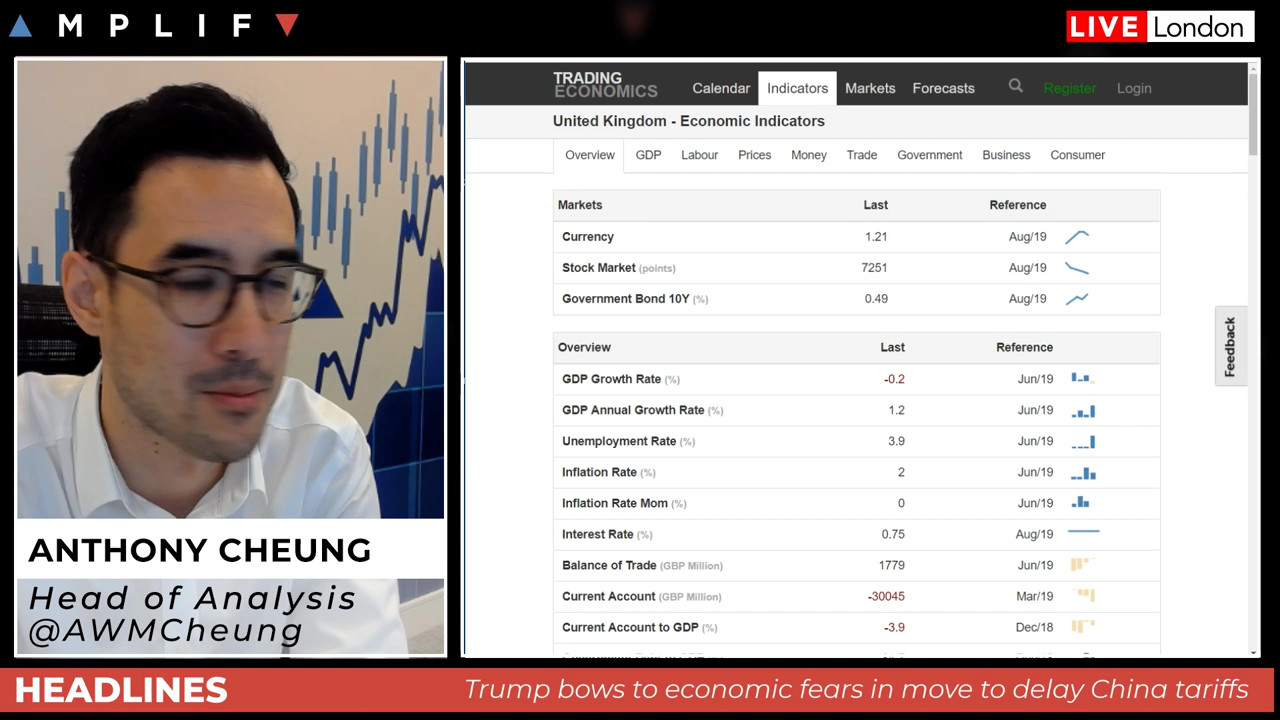 ▲ M P L I F ▼
LIVE London
TRADING
ECONOMICS
Calendar Indicators Markets Forecasts Register Login
United Kingdom - Economic Indicators
Overview GDP Labour Prices Money Trade Government Business Consumer
Markets Last Reference
Currency 1.21 Aug/19
Stock Market (points) 7251 Aug/19
Government Bond 10Y (%) 0.49 Aug/19
Feedback
Overview Last Reference
GDP Growth Rate (%) -0.2 Jun/19
GDP Annual Growth Rate (%) 1.2 Jun/19
Unemployment Rate (%) 3.9 Jun/19
Inflation Rate (%) 2 Jun/19
Inflation Rate Mom (%) 0 Jun/19
Interest Rate (%) 0.75 Aug/19
Balance of Trade (GBP Million) 1779 Jun/19
Current Account (GBP Million) -30045 Mar/19
Current Account to GDP (%) -3.9 Dec/18
ANTHONY CHEUNG
Head of Analysis
@AWMCheung
HEADLINES Trump bows to economic fears in move to delay China tariffs